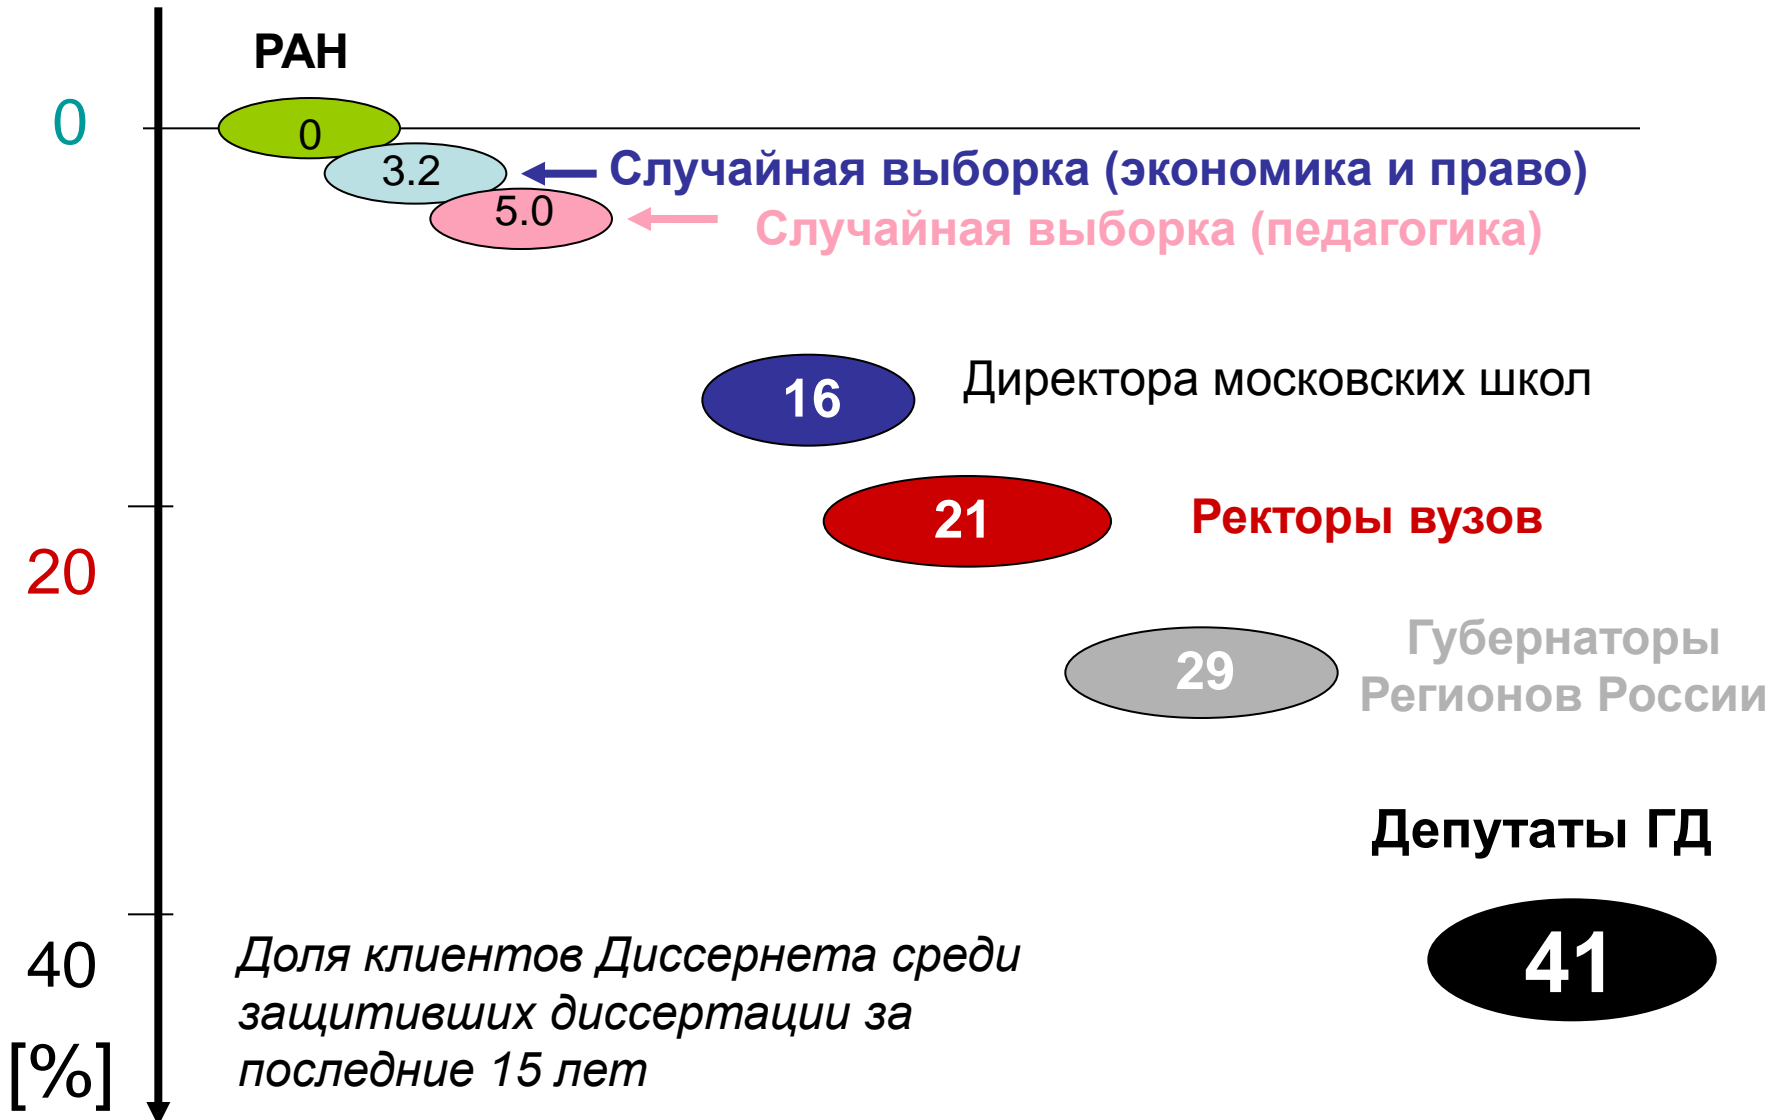 РАН
0
0
3.2
Случайная выборка (экономика и право)
5.0
Случайная выборка (педагогика)
16
Директора московских школ
21
Ректоры вузов
20
Губернаторы
29
Регионов России
Депутаты ГД
41
40
Доля клиентов Диссернета среди
защитивших диссертации за
последние 15 лет
[%]